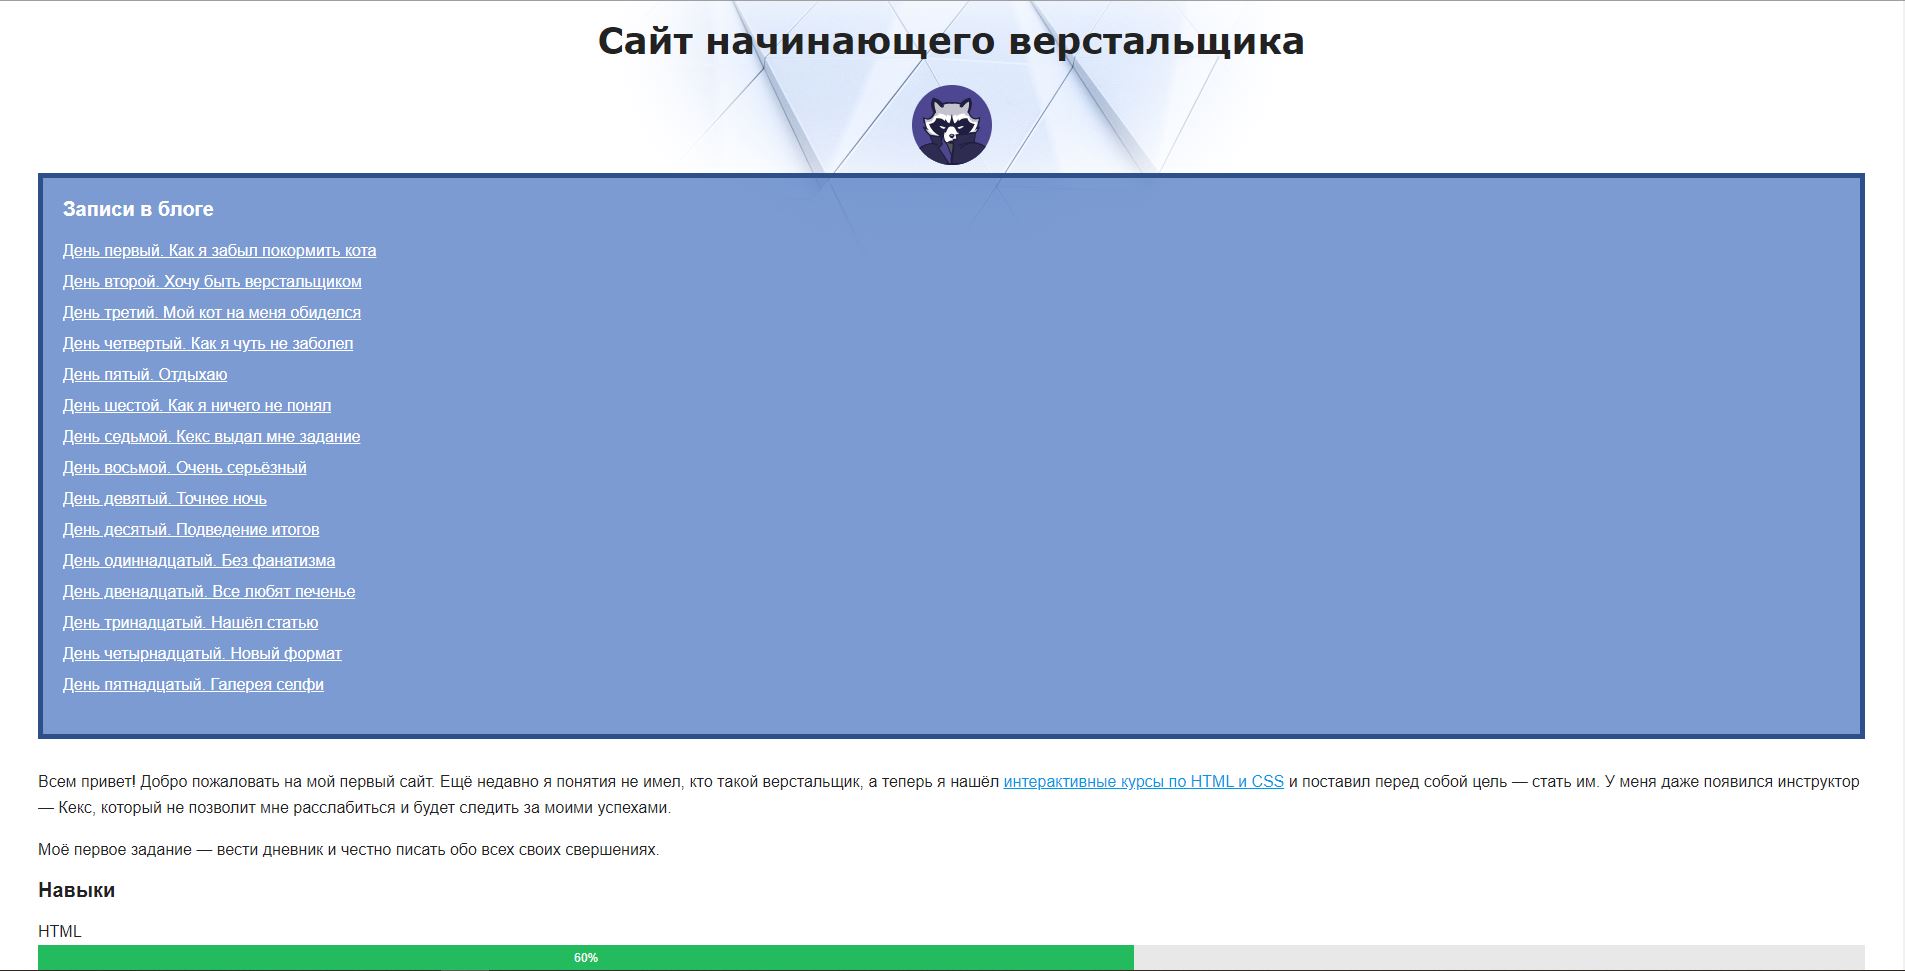 Сайт начинающего верстальщика
Записи в блоге
День первый. Как я забыл покормить кота
День второй. Хочу быть верстальщиком
День третий. Мой кот на меня обиделся
День четвертый. Как я чуть не заболел
День пятый. Отдыхаю
День шестой. Как я ничего не понял
День седьмой. Кекс выдал мне задание
День восьмой. Очень серьёзный
День девятый. Точнее ночь
День десятый. Подведение итогов
День одиннадцатый. Без фанатизма
День двенадцатый. Все любят печенье
День тринадцатый. Нашёл статью
День четырнадцатый. Новый формат
День пятнадцатый. Галерея селфи
Всем привет! Добро пожаловать на мой первый сайт. Ещё недавно я понятия не имел, кто такой верстальщик, а теперь я нашёл интерактивные курсы по HTML и CSS и поставил перед собой цель — стать им. У меня даже появился инструктор
— Кекс, который не позволит мне расслабиться и будет следить за моими успехами.
Моё первое задание — вести дневник и честно писать обо всех своих свершениях.
Навыки
HTML
60%